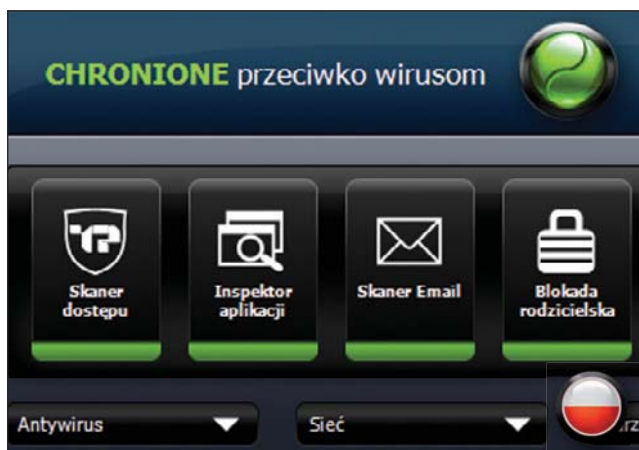 CHRONIONE przeciwko wirusom
Skaner
dostępu
Inspektor
aplikacji
Skaner Email
Blokada
rodzicielska
Antywirus
Sieć